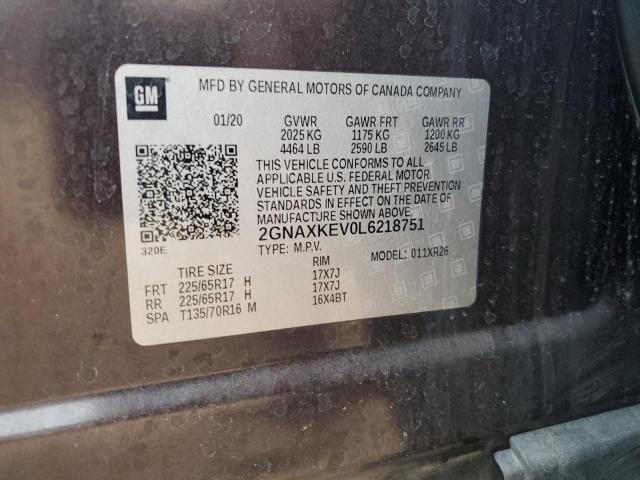 GM
MFD BY GENERAL MOTORS OF CANADA COMPANY
01/20 GVWR GAWR FRT GAWR RR
2025 KG 1175 KG 1200 KG
4464 LB 2590 LB 2645 LB
THIS VEHICLE CONFORMS TO ALL
APPLICABLE U.S. FEDERAL MOTOR
VEHICLE SAFETY AND THEFT PREVENTION
STANDARDS IN EFFECT ON THE DATE OF
MANUFACTURE SHOWN ABOVE.
320E 2GNAXKEV0L6218751
TYPE: M.P.V. MODEL: 011XR26
TIRE SIZE RIM
FRT 225/65R17 H 17X7J
RR 225/65R17 H 17X7J
SPA T135/70R16 M 16X4BT